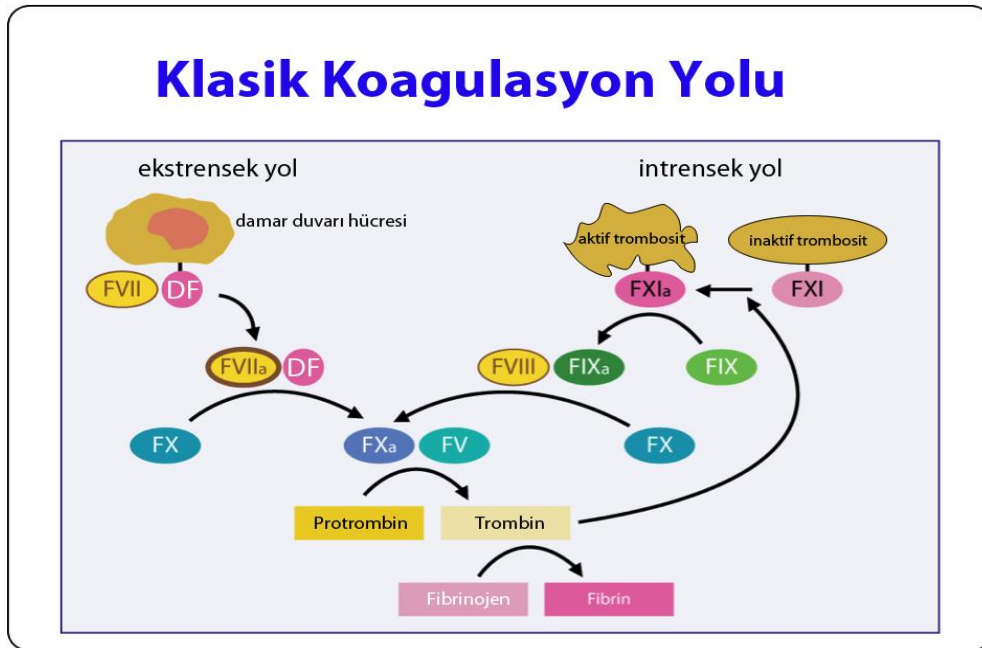 Klasik Koagulasyon Yolu
ekstrensek yol
intrensek yol
damar duvarı hücresi
aktif trombosit
inaktif trombosit
FVII
DF
FXIa
FXI
FVIIa
DF
FVIII
FIXa
FIX
FX
FXa
FV
FX
Protrombin
Trombin
Fibrinojen
Fibrin